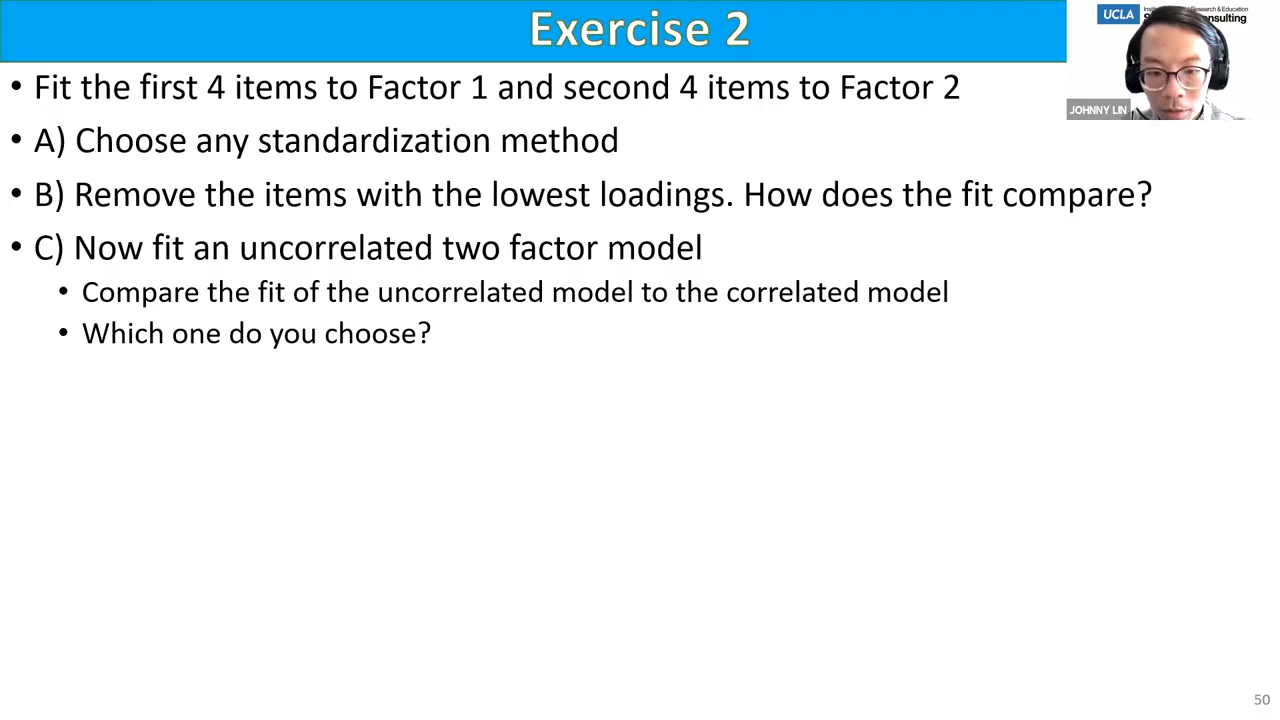 Exercise 2
UCLA
Research & Education
onsulting
JOHNNY LIN
• Fit the first 4 items to Factor 1 and second 4 items to Factor 2
• A) Choose any standardization method
• B) Remove the items with the lowest loadings. How does the fit compare?
• C) Now fit an uncorrelated two factor model
• Compare the fit of the uncorrelated model to the correlated model
• Which one do you choose?
50